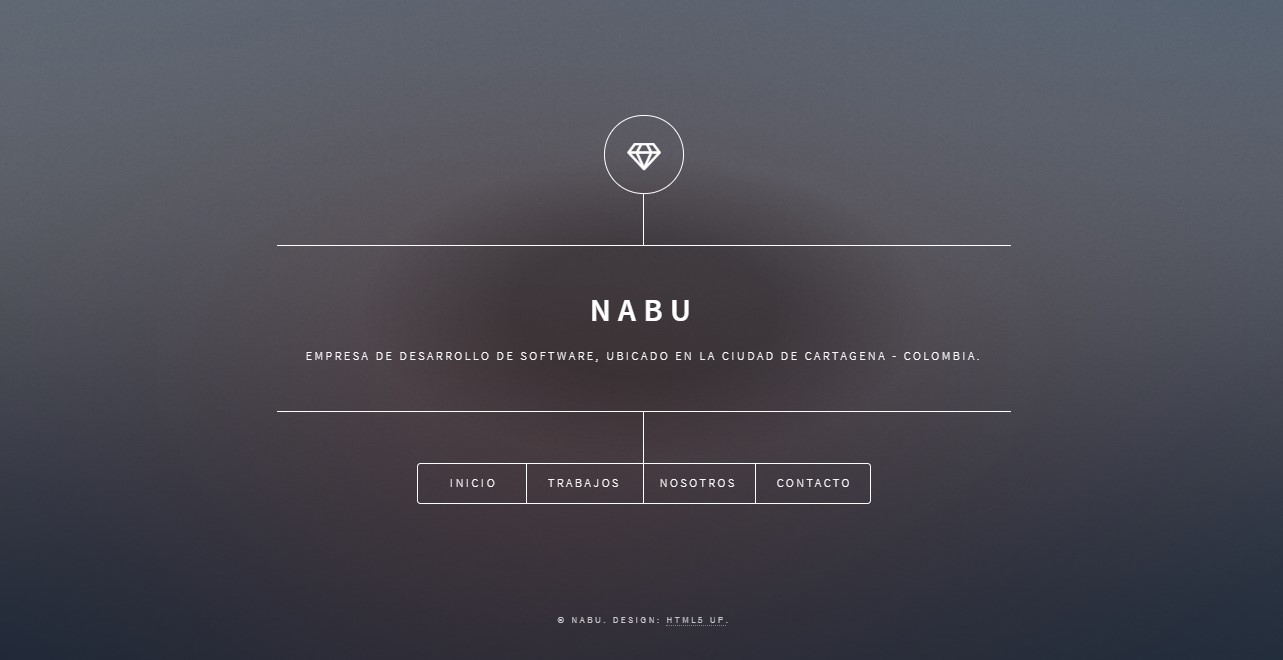 NABU
EMPRESA DE DESARROLLO DE SOFTWARE, UBICADO EN LA CIUDAD DE CARTAGENA - COLOMBIA.
INICIO TRABAJOS NOSOTROS CONTACTO
© NABU. DESIGN: HTML5 UP.